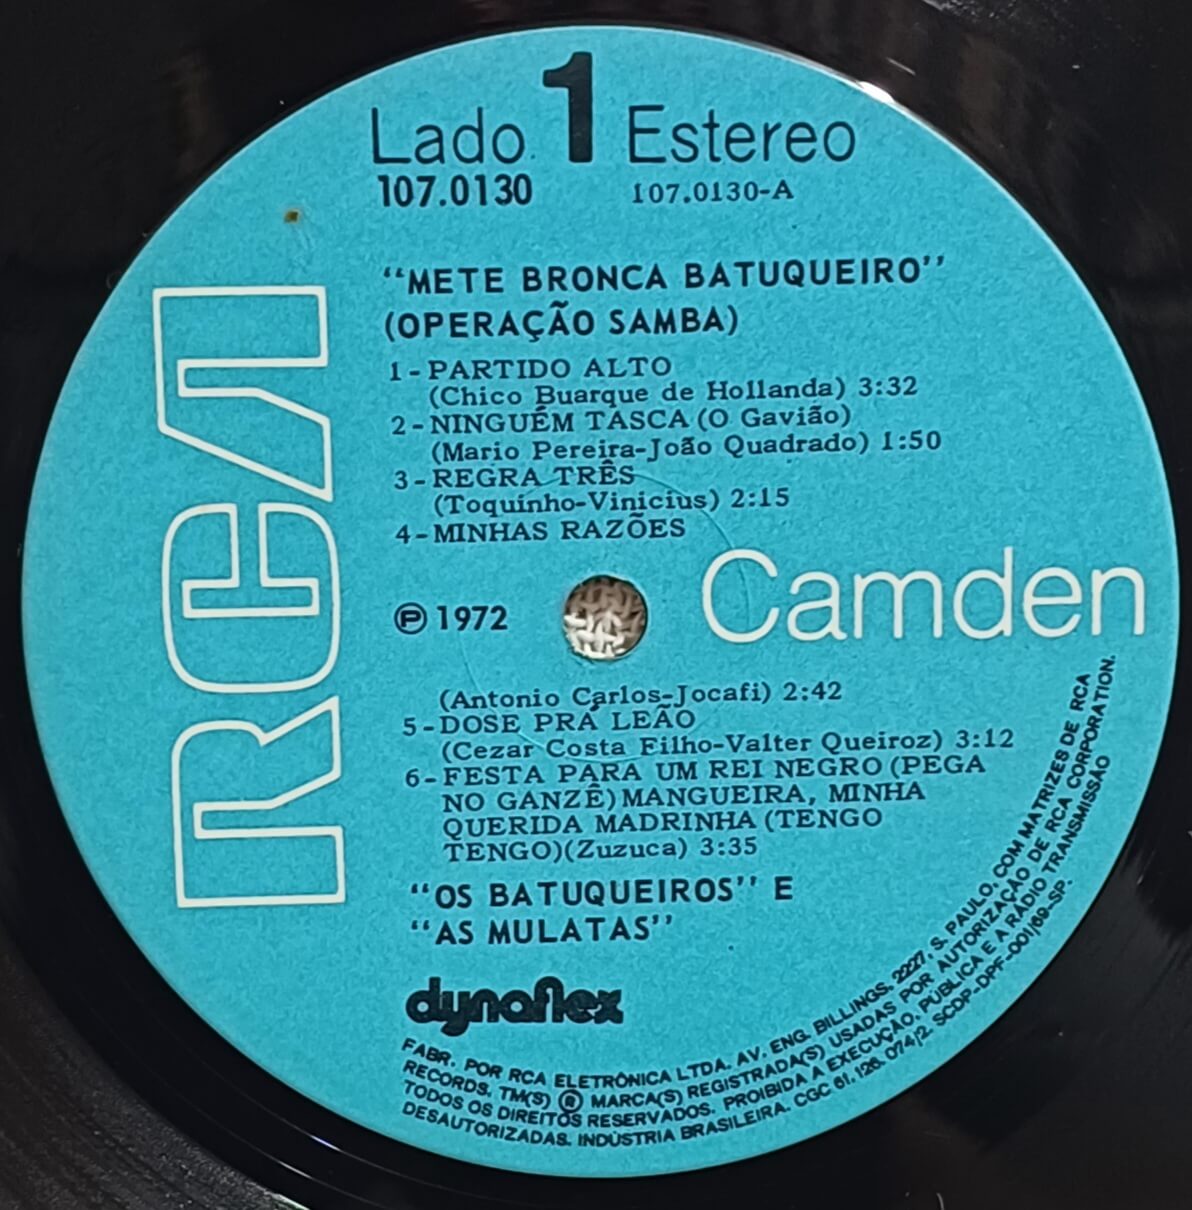 Lado 1 Estereo
107.0130 107.0130-A
"METE BRONCA BATUQUEIRO"
(OPERAÇÃO SAMBA)
1-PARTIDO ALTO
(Chico Buarque de Hollanda) 3:32
2-NINGUÉM TASCA (O Gavião)
(Mario Pereira-João Quadrado) 1:50
3-REGRA TRÊS
(Toquinho-Vinicius) 2:15
4-MINHAS RAZÕES
RCA
℗ 1972
Camden
(Antonio Carlos-Jocafi) 2:42
5-DOSE PRÁ LEÃO
(Cezar Costa Filho-Valter Queiroz) 3:12
6-FESTA PARA UM REI NEGRO (PEGA
NO GANZÊ) MANGUEIRA, MINHA
QUERIDA MADRINHA (TENGO
TENGO)(Zuzuca) 3:35
"OS BATUQUEIROS" E
"AS MULATAS"
dynaflex
FABR. POR RCA ELETRÔNICA LTDA. AV. ENG. BILLINGS, 2227, S. PAULO, COM MATRIZES DE RCA
RECORDS. TM(S) ® MARCA(S) REGISTRADA(S) USADAS POR AUTORIZAÇÃO DE RCA CORPORATION.
TODOS OS DIREITOS RESERVADOS. PROIBIDA A EXECUÇÃO, PÚBLICA E A RÁDIO TRANSMISSÃO
DESAUTORIZADAS. INDÚSTRIA BRASILEIRA. CGC 61. 126. 074/2. SCDP-DPF-001/69-SP.